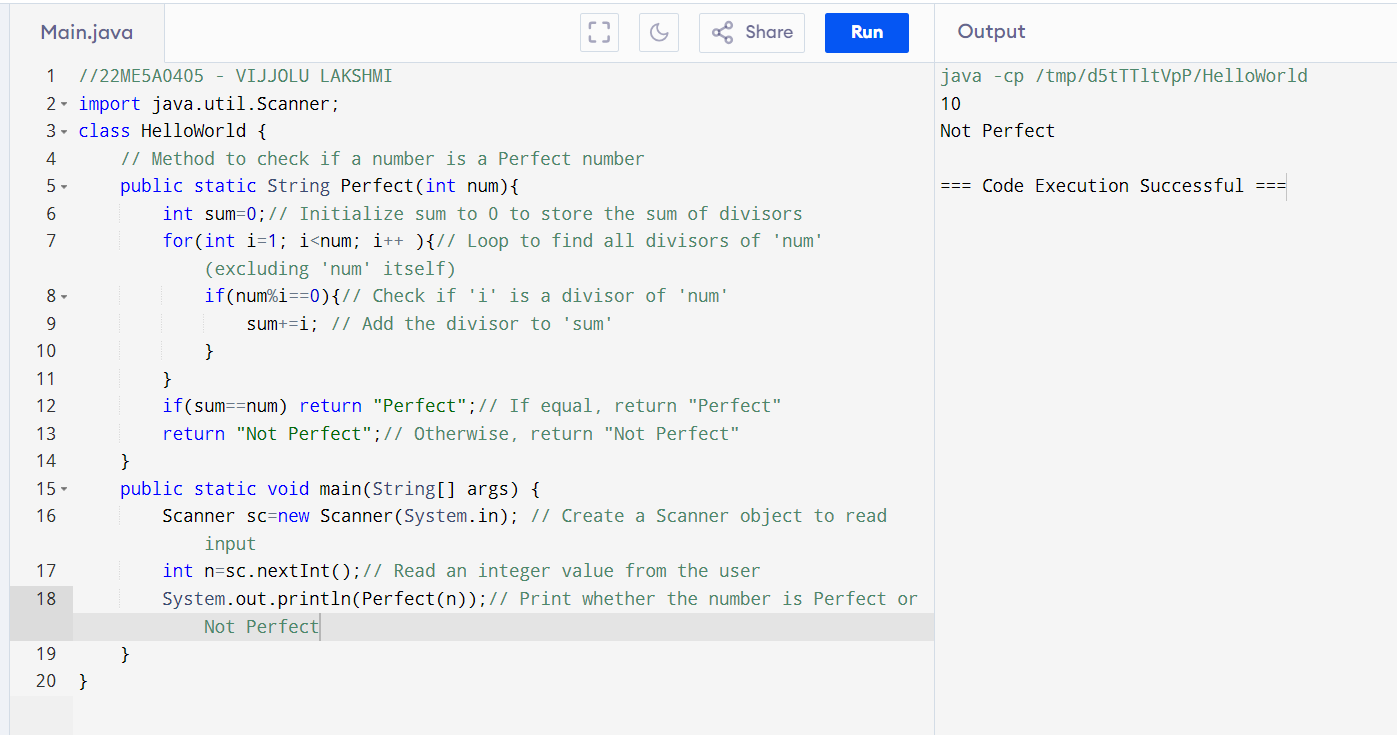 Main.java
Share
Run
Output
1 //22ME5A0405 - VIJJOLU LAKSHMI
2 import java.util.Scanner;
3 class HelloWorld {
4 // Method to check if a number is a Perfect number
5 public static String Perfect(int num){
6 int sum=0;// Initialize sum to 0 to store the sum of divisors
7 for(int i=1; i<num; i++ ){// Loop to find all divisors of 'num'
(excluding 'num' itself)
8 if(num%i==0){// Check if 'i' is a divisor of 'num'
9 sum+=i; // Add the divisor to 'sum'
10 }
11 }
12 if(sum==num) return "Perfect";// If equal, return "Perfect"
13 return "Not Perfect";// Otherwise, return "Not Perfect"
14 }
15 public static void main(String[] args) {
16 Scanner sc=new Scanner(System.in); // Create a Scanner object to read
input
17 int n=sc.nextInt();// Read an integer value from the user
18 System.out.println(Perfect(n));// Print whether the number is Perfect or
Not Perfect
19 }
20 }
java -cp /tmp/d5tTTltVpP/HelloWorld
10
Not Perfect
=== Code Execution Successful ===